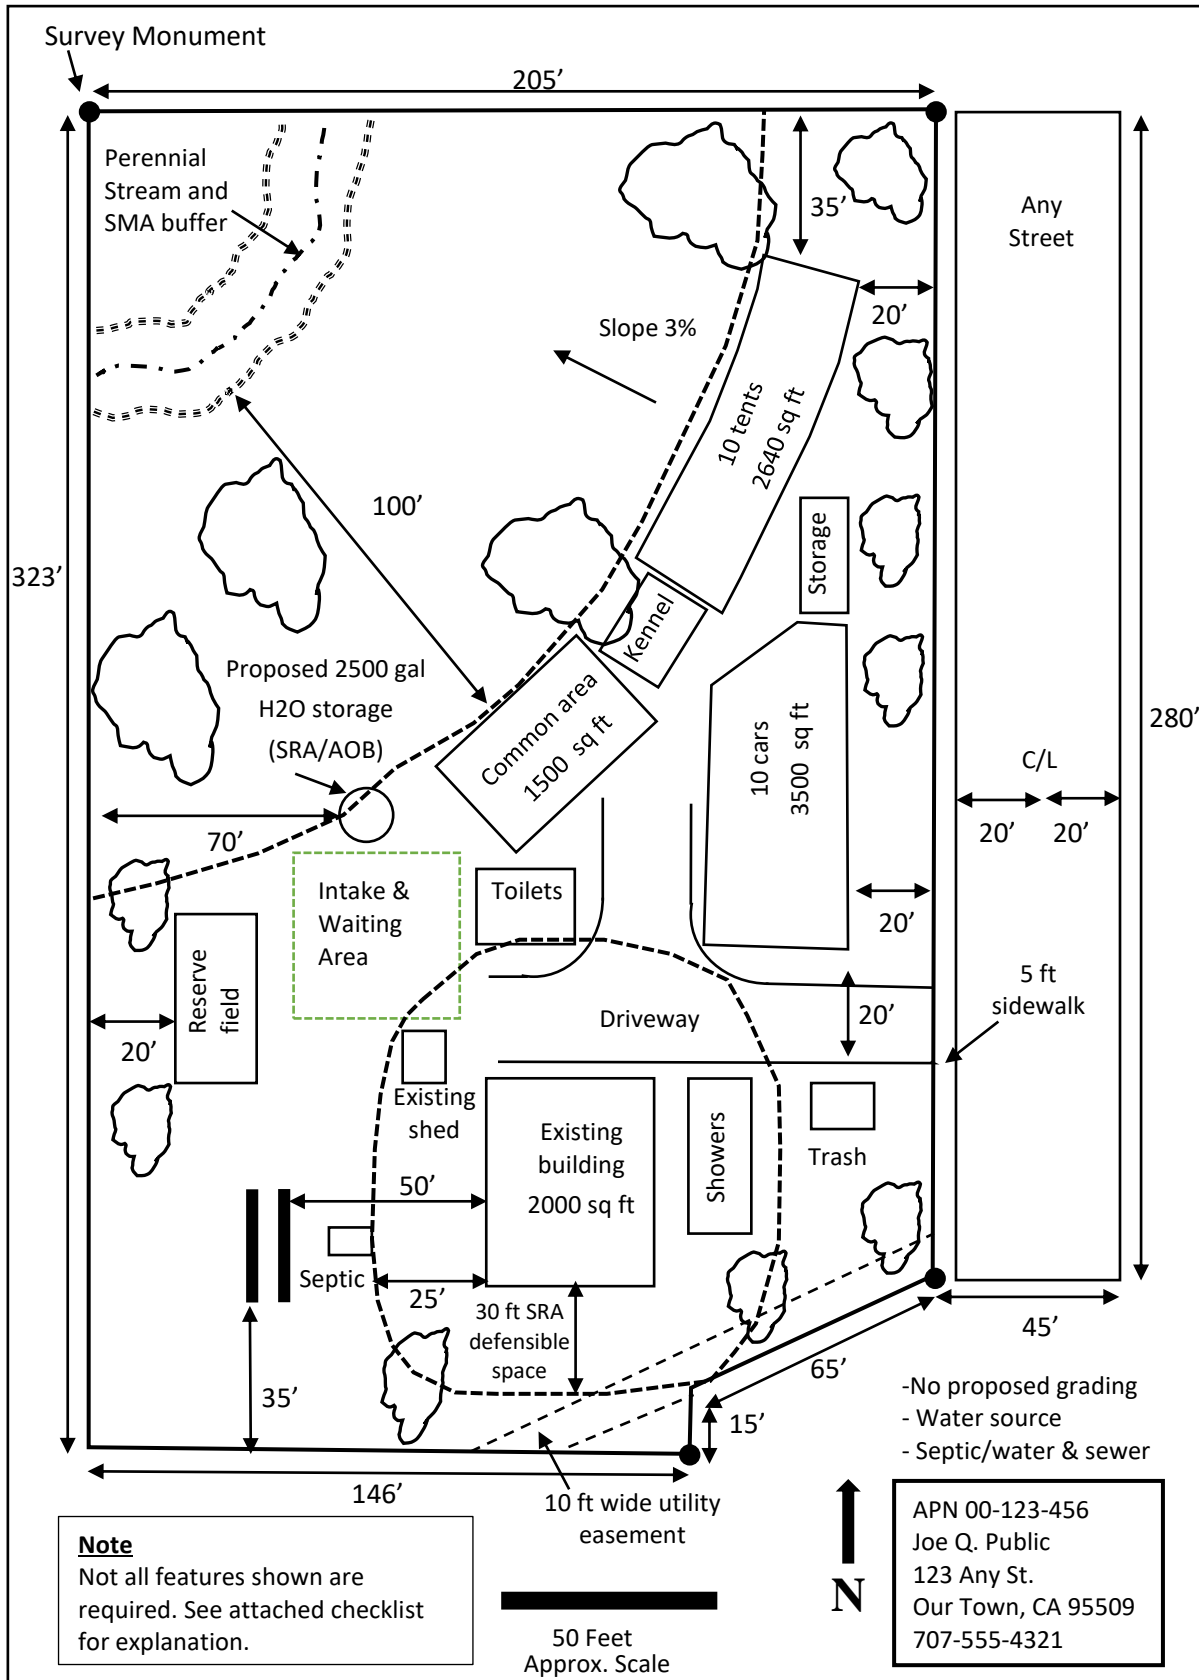 Survey Monument
205’
Perennial
Stream and
SMA buffer
35’
Any
Street
20’
Slope 3%
10 tents
2640 sq ft
100’
323’
Storage
Kennel
Proposed 2500 gal
H2O storage
(SRA/AOB)
Common area
1500  sq ft
10 cars
3500  sq ft
280’
C/L
20’
20’
70’
Intake &
Waiting
Area
Toilets
20’
Reserve
field
20’
Driveway
20’
5 ft
sidewalk
Existing
shed
Existing
building
2000 sq ft
Showers
Trash
50’
Septic
25’
30 ft SRA
defensible
space
35’
45’
65’
15’
146’
10 ft wide utility
easement
-No proposed grading
- Water source
- Septic/water & sewer
Note
Not all features shown are
required. See attached checklist
for explanation.
50 Feet
Approx. Scale
N
APN 00-123-456
Joe Q. Public
123 Any St.
Our Town, CA 95509
707-555-4321